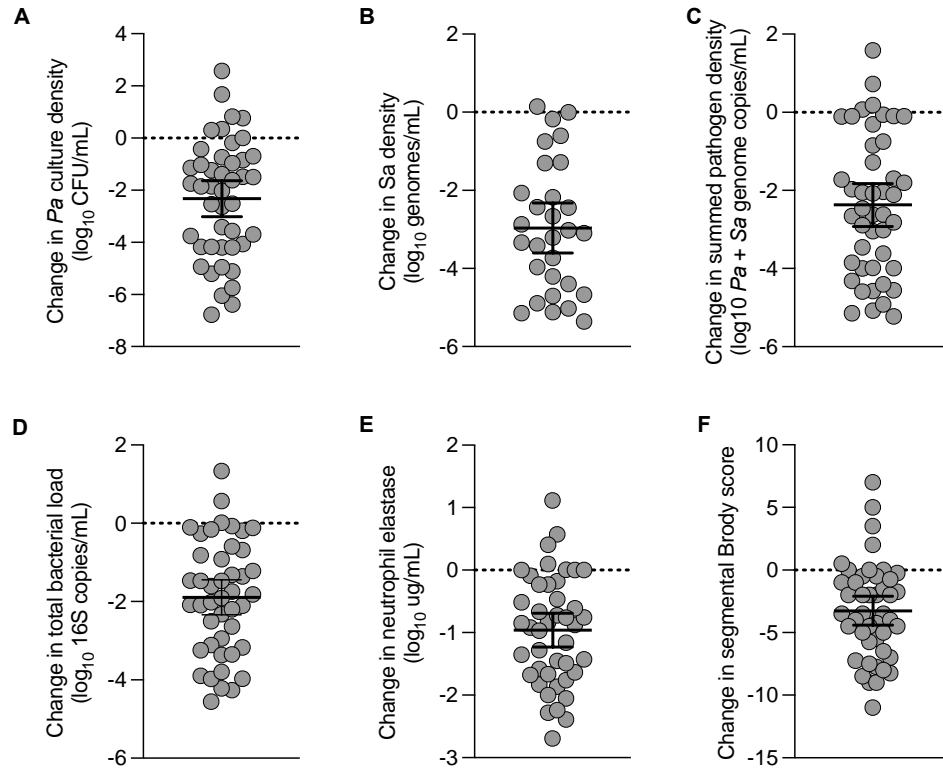 A
Change in Pa culture density
(log10 CFU/mL)
4
2
0
-2
-4
-6
-8
B
Change in Sa density
(log10 genomes/mL)
0
-2
-4
-6
C
Change in summed pathogen density
(log10 Pa + Sa genome copies/mL)
2
0
-2
-4
-6
D
Change in total bacterial load
(log10 16S copies/mL)
2
0
-2
-4
-6
E
Change in neutrophil elastase
(log10 ug/mL)
2
1
0
-1
-2
-3
F
Change in segmental Brody score
10
5
0
-5
-10
-15